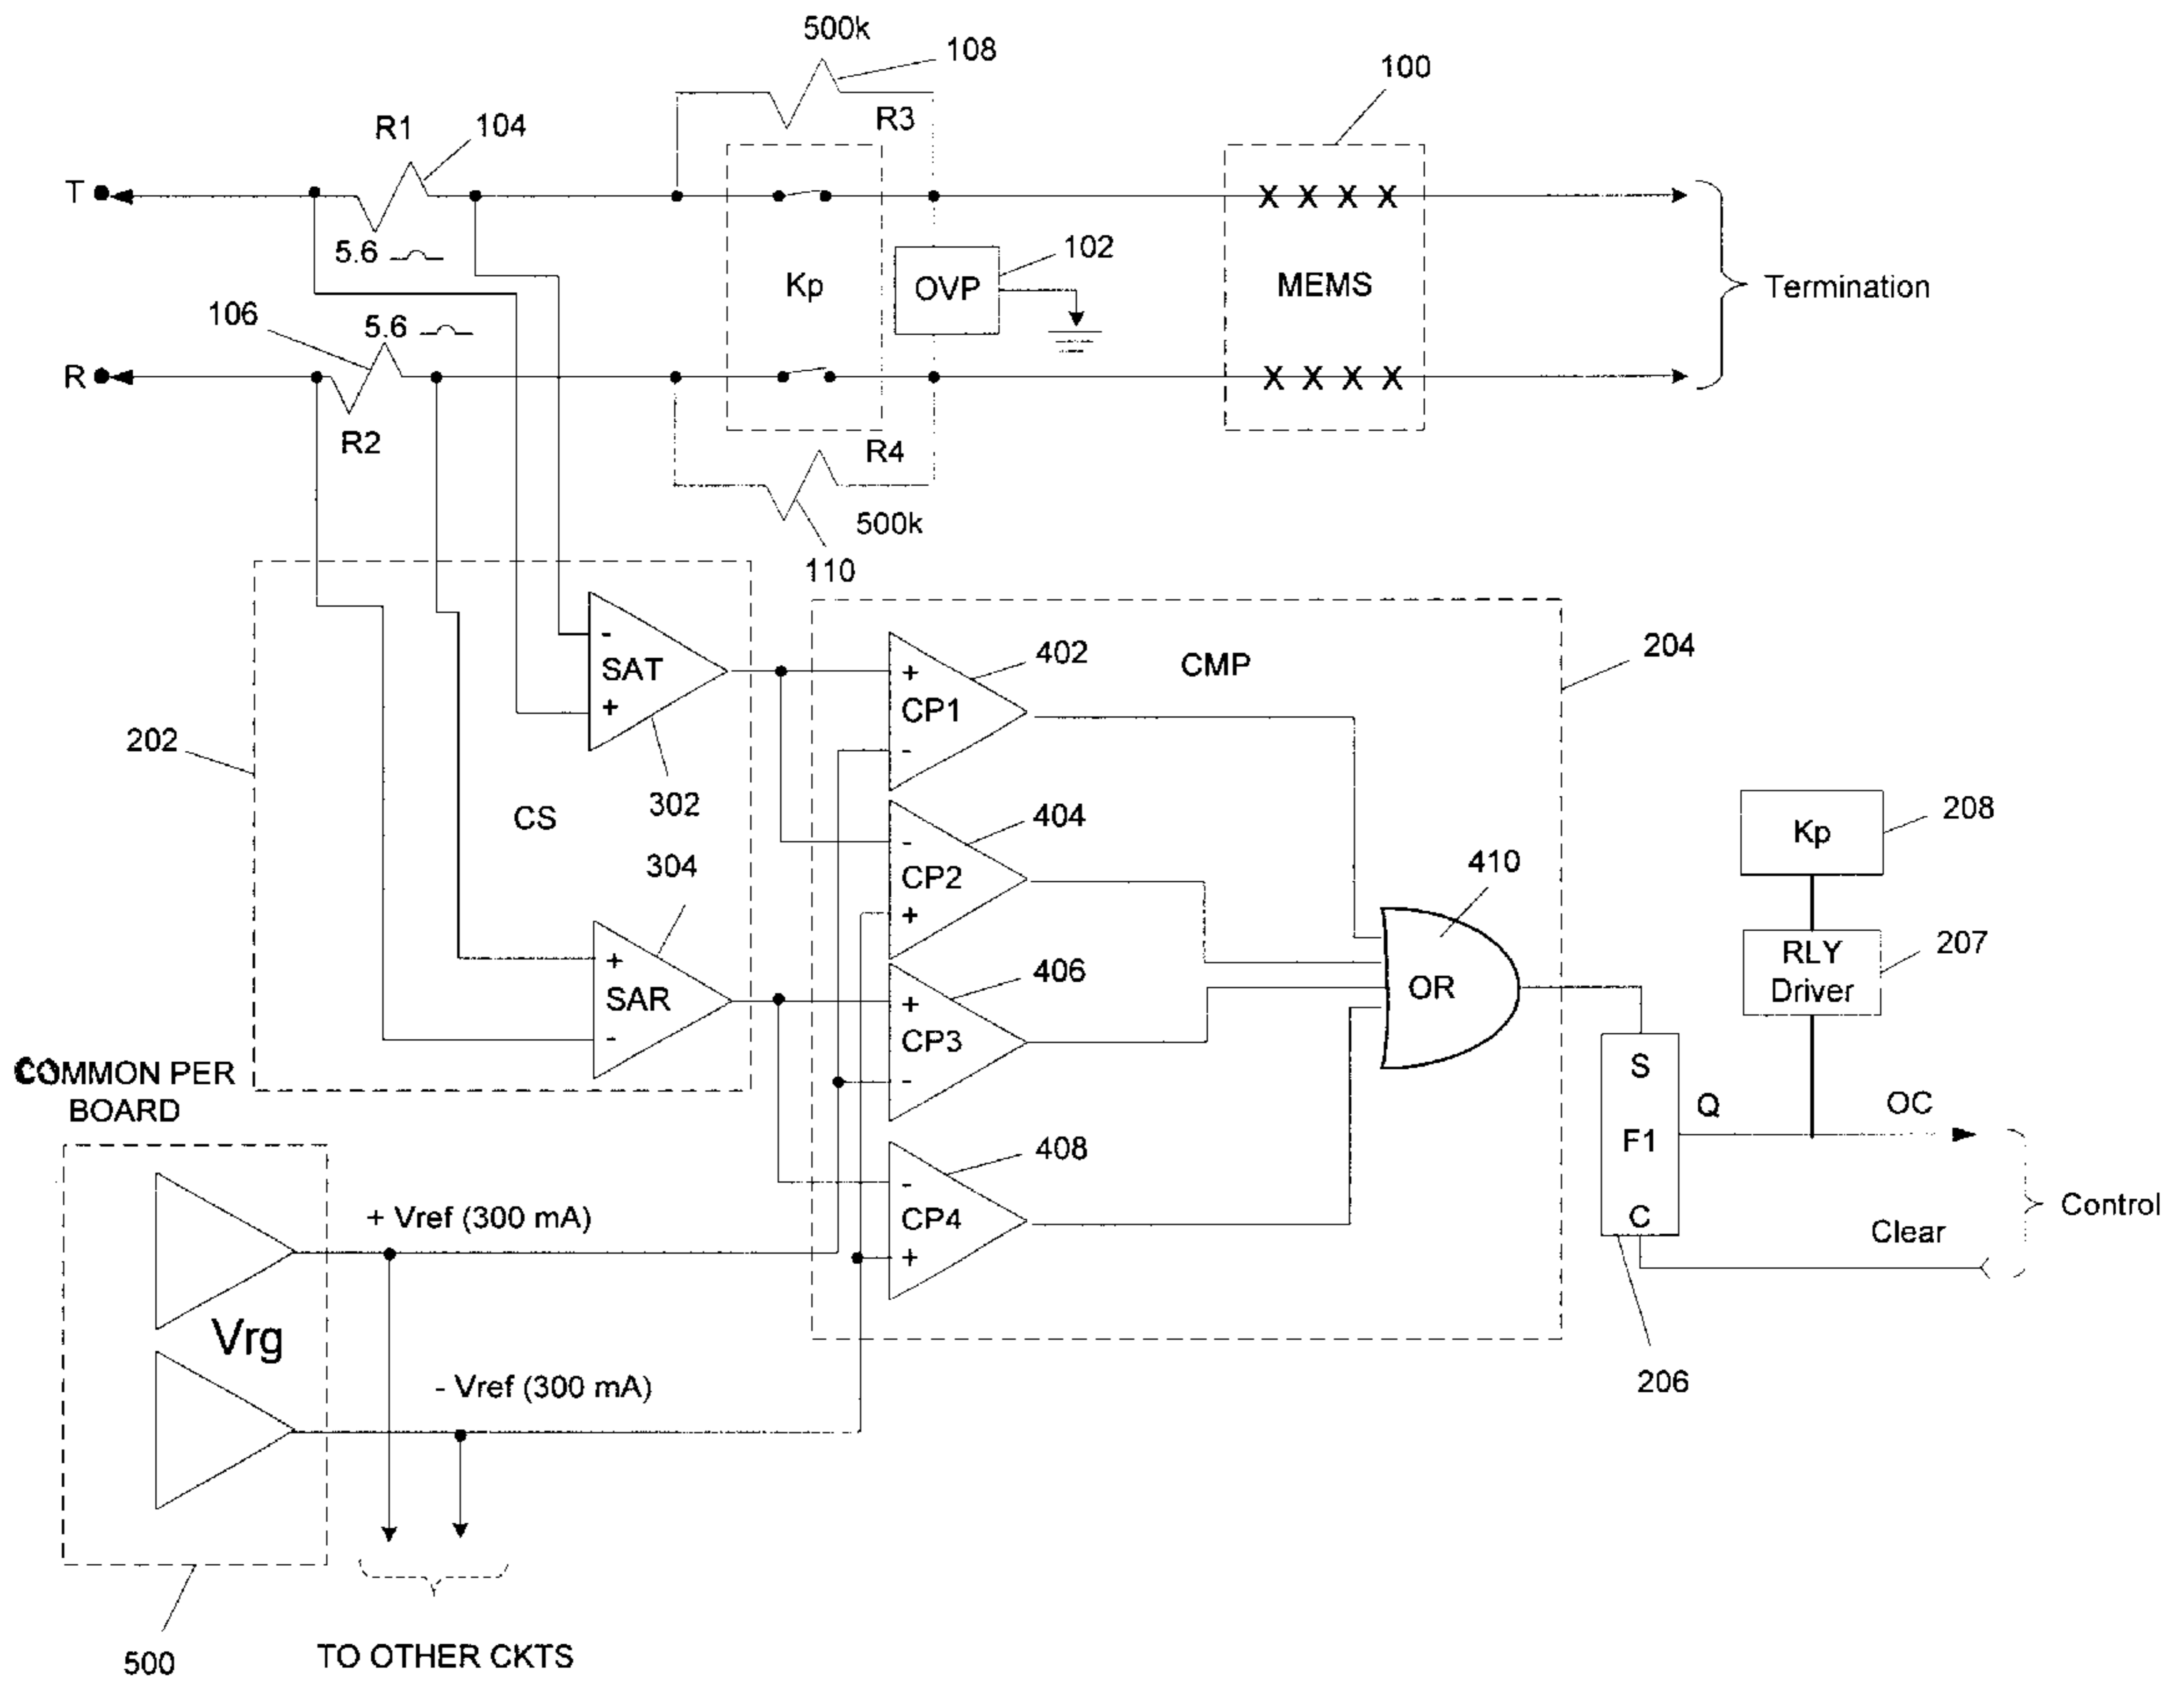 500k
108
100
R1
104
R3
T
5.6
102
Kp
OVP
MEMS
Termination
106
5.6
R
R2
R4
500k
110
-
SAT
+
402
CMP
204
+
CP1
-
202
302
CS
404
208
Kp
-
CP2
+
304
410
207
RLY
Driver
+
SAR
-
406
+
CP3
-
OR
COMMON PER
BOARD
S
F1
C
Q
OC
408
-
CP4
+
Control
Clear
+ Vref (300 mA)
Vrg
- Vref (300 mA)
206
500
TO OTHER CKTS
X X X X
X X X X